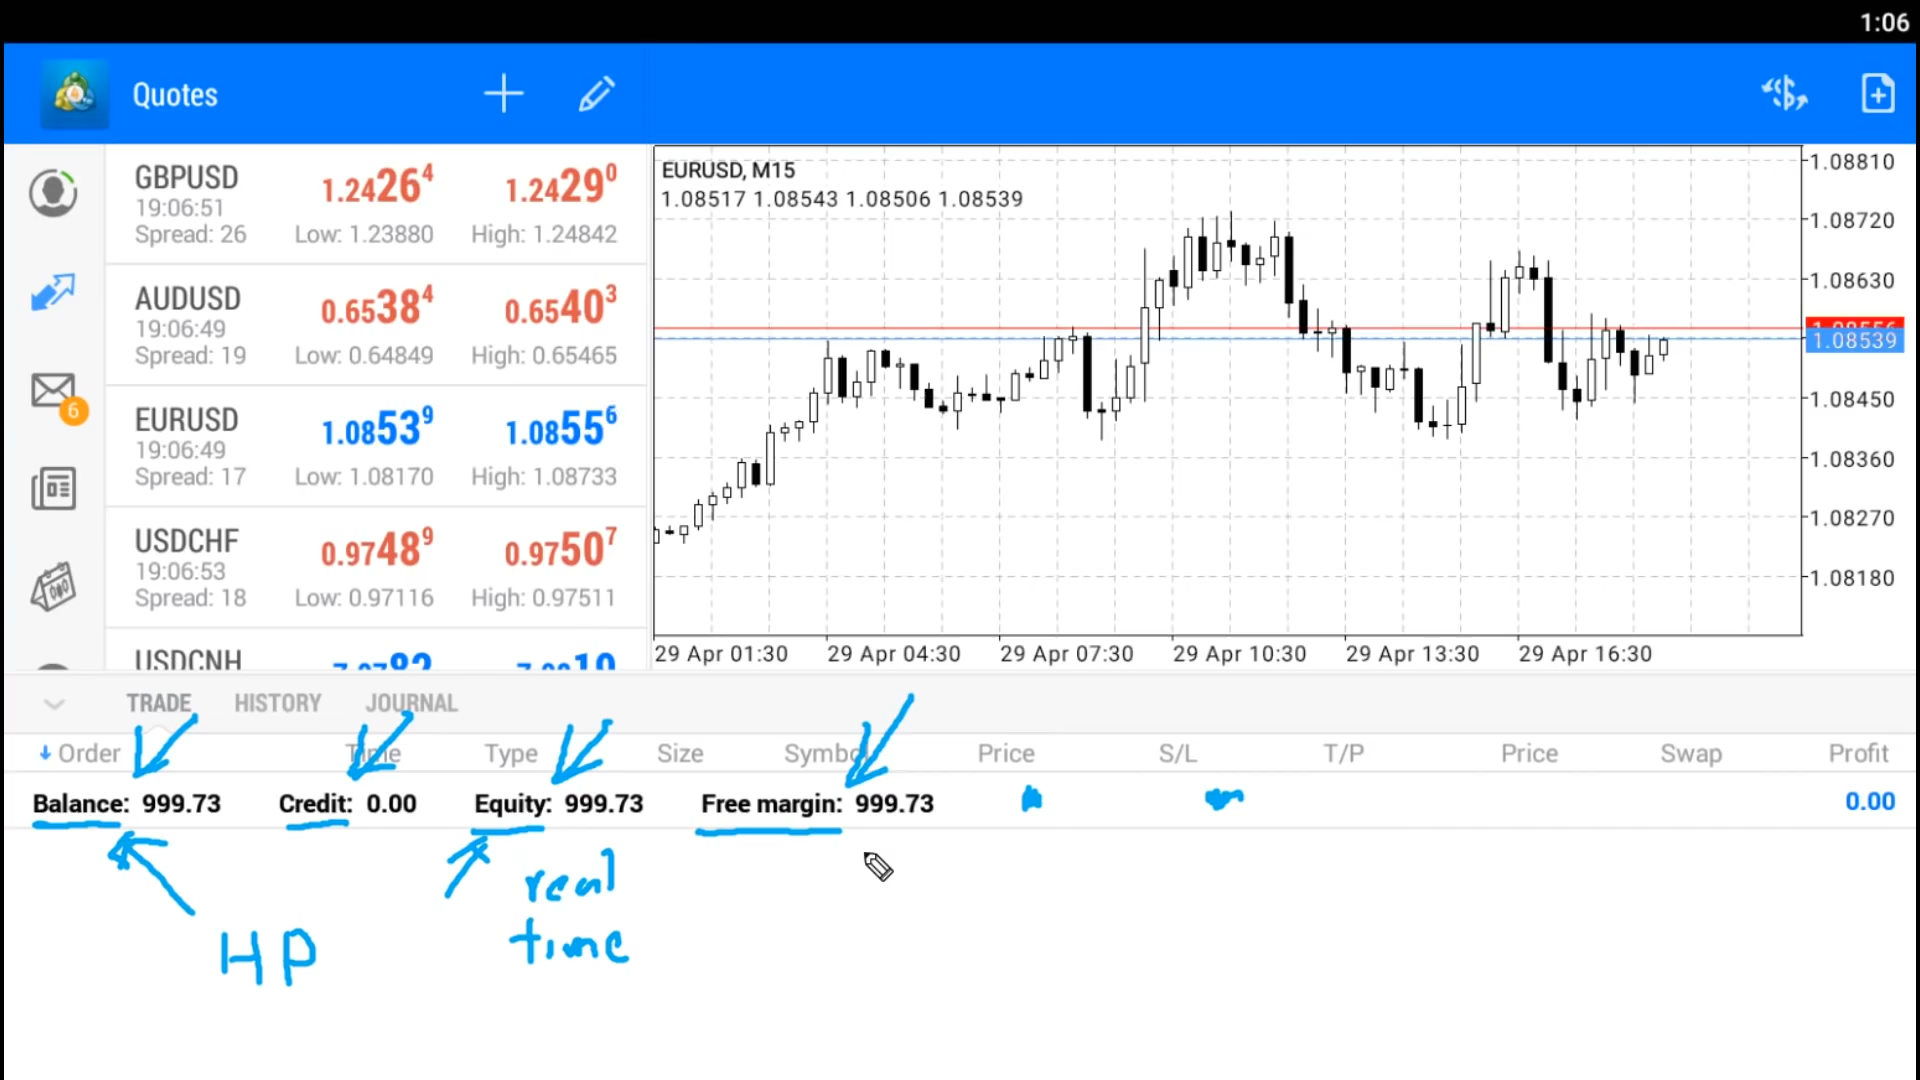 1:06
Quotes
GBPUSD 1.24264 1.24290
19:06:51
Spread: 26 Low: 1.23880 High: 1.24842
AUDUSD 0.65384 0.65403
19:06:49
Spread: 19 Low: 0.64849 High: 0.65465
6
EURUSD 1.08539 1.08556
19:06:49
Spread: 17 Low: 1.08170 High: 1.08733
USDCHF 0.97489 0.97507
19:06:53
Spread: 18 Low: 0.97116 High: 0.97511
USDCNH
EURUSD, M15
1.08517 1.08543 1.08506 1.08539
1.08810
1.08720
1.08630
1.08556
1.08539
1.08450
1.08360
1.08270
1.08180
29 Apr 01:30 29 Apr 04:30 29 Apr 07:30 29 Apr 10:30 29 Apr 13:30 29 Apr 16:30
TRADE HISTORY JOURNAL
Order Time Type Size Symbol Price S/L T/P Price Swap Profit
Balance: 999.73 Credit: 0.00 Equity: 999.73 Free margin: 999.73 0.00
real
time
HP